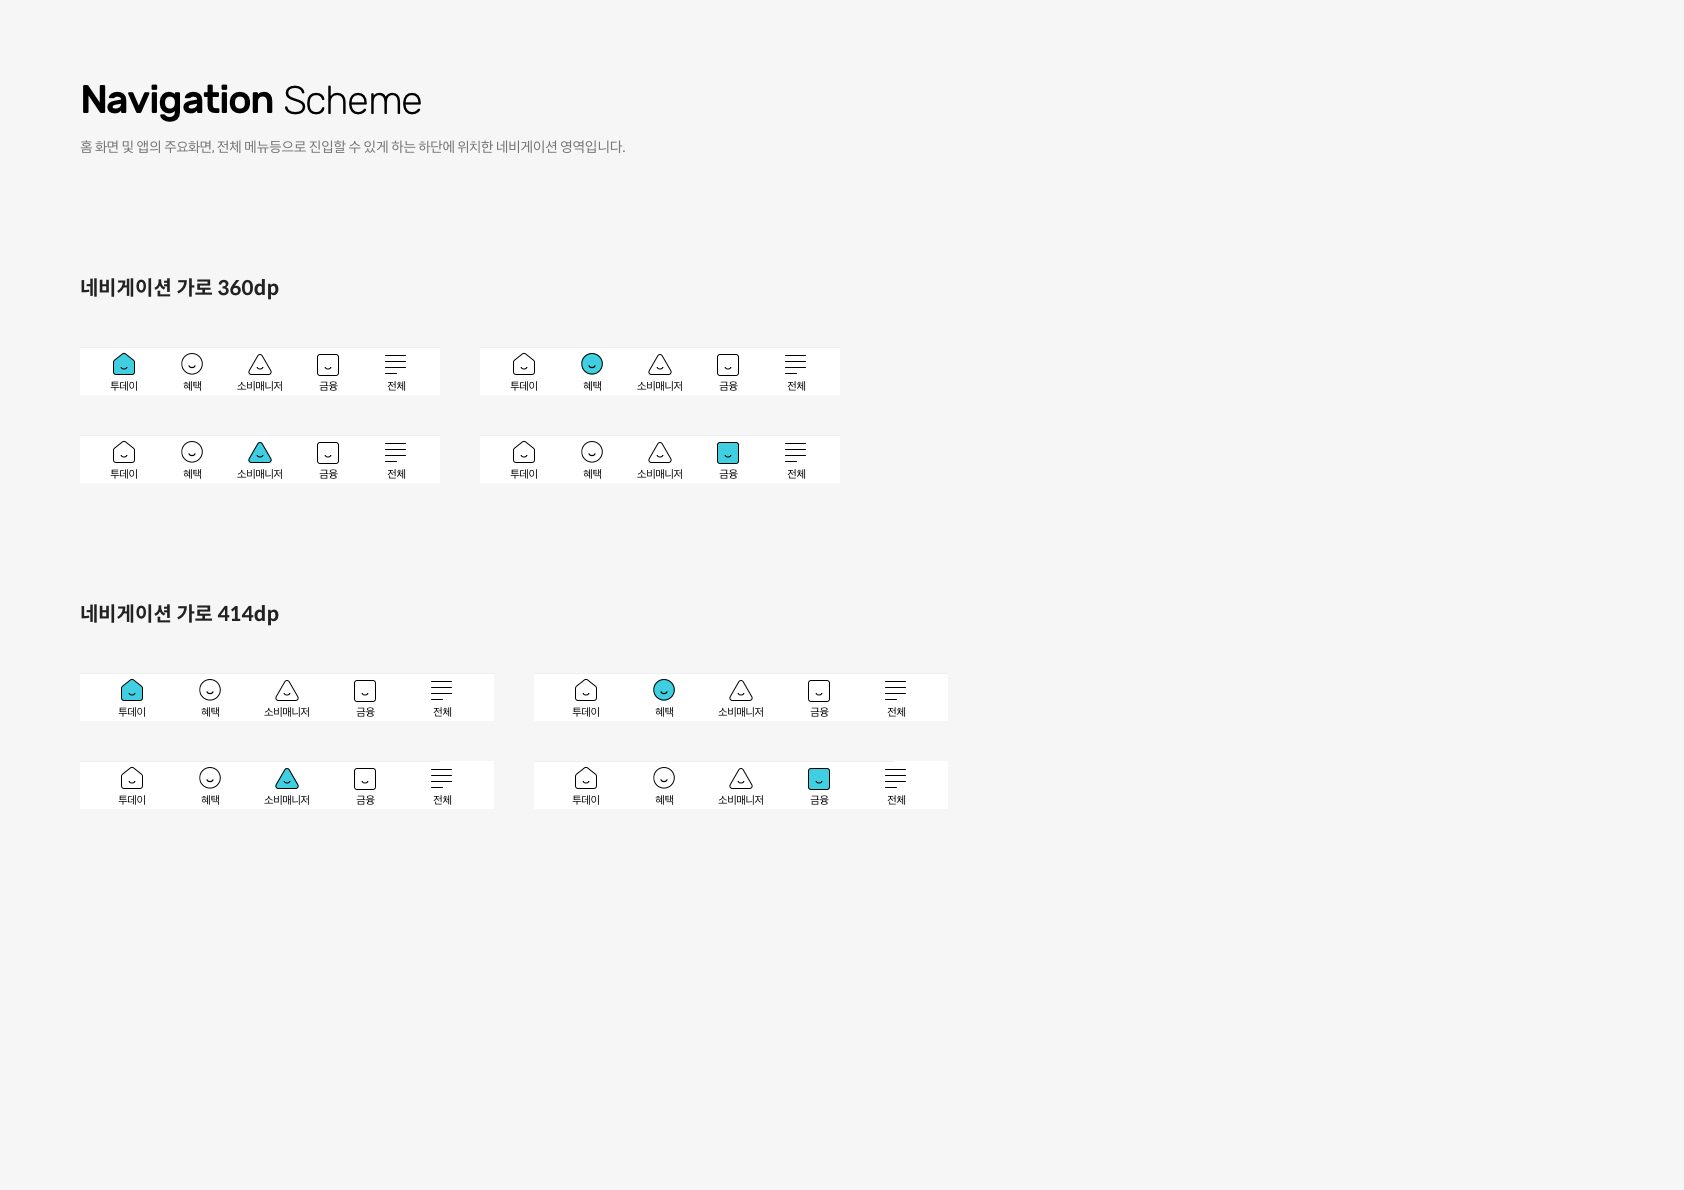 Navigation Scheme
홈 화면 및 앱의 주요화면, 전체 메뉴등으로 진입할 수 있게 하는 하단에 위치한 네비게이션 영역입니다.
네비게이션 가로 360dp
투데이 혜택 소비매니저 금융 전체
투데이 혜택 소비매니저 금융 전체
투데이 혜택 소비매니저 금융 전체
투데이 혜택 소비매니저 금융 전체
네비게이션 가로 414dp
투데이 혜택 소비매니저 금융 전체
투데이 혜택 소비매니저 금융 전체
투데이 혜택 소비매니저 금융 전체
투데이 혜택 소비매니저 금융 전체